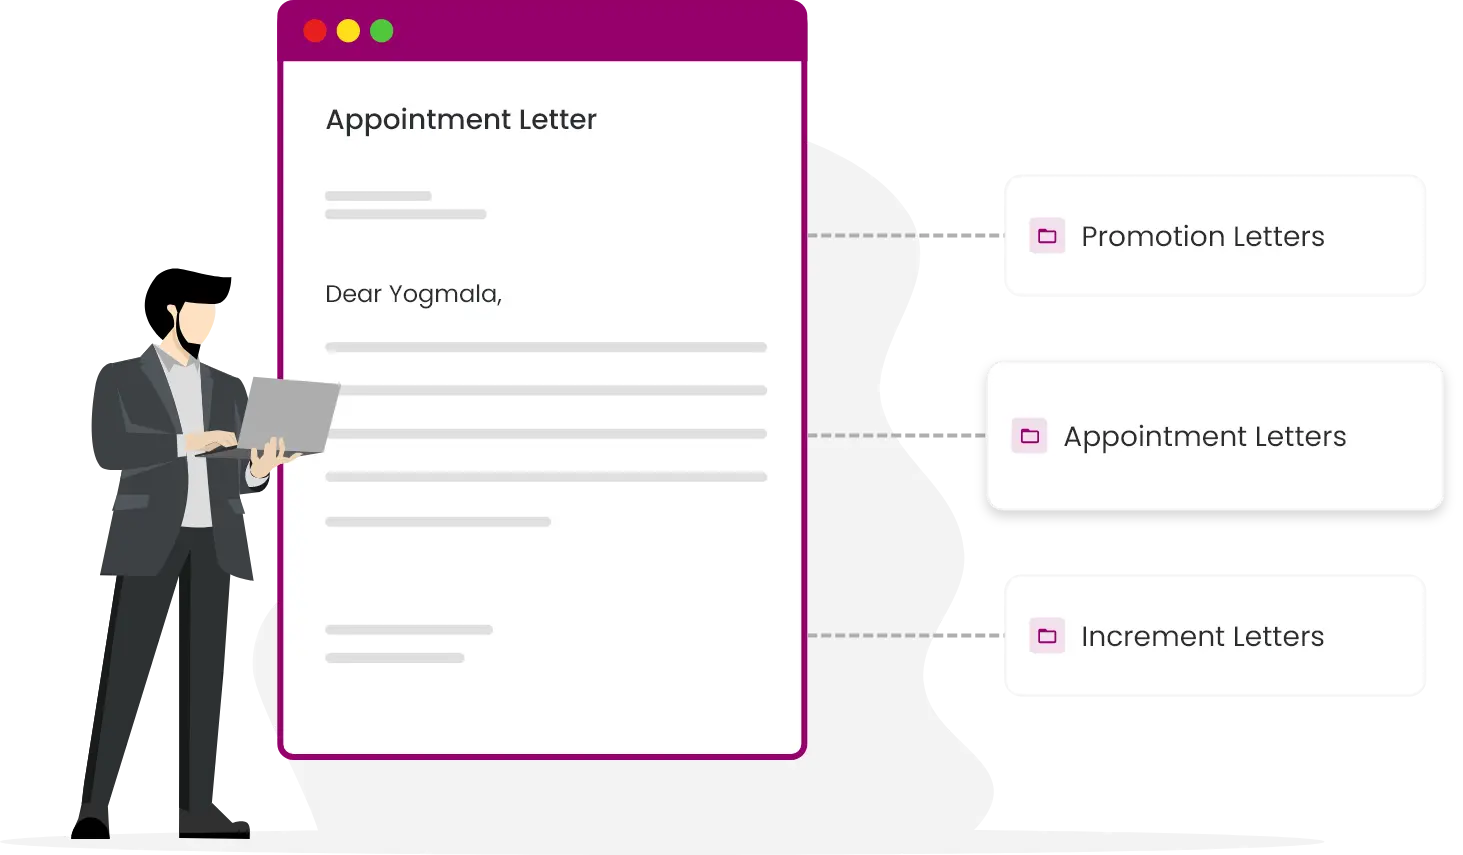 Appointment Letter
Dear Yogmala,
Promotion Letters
Appointment Letters
Increment Letters